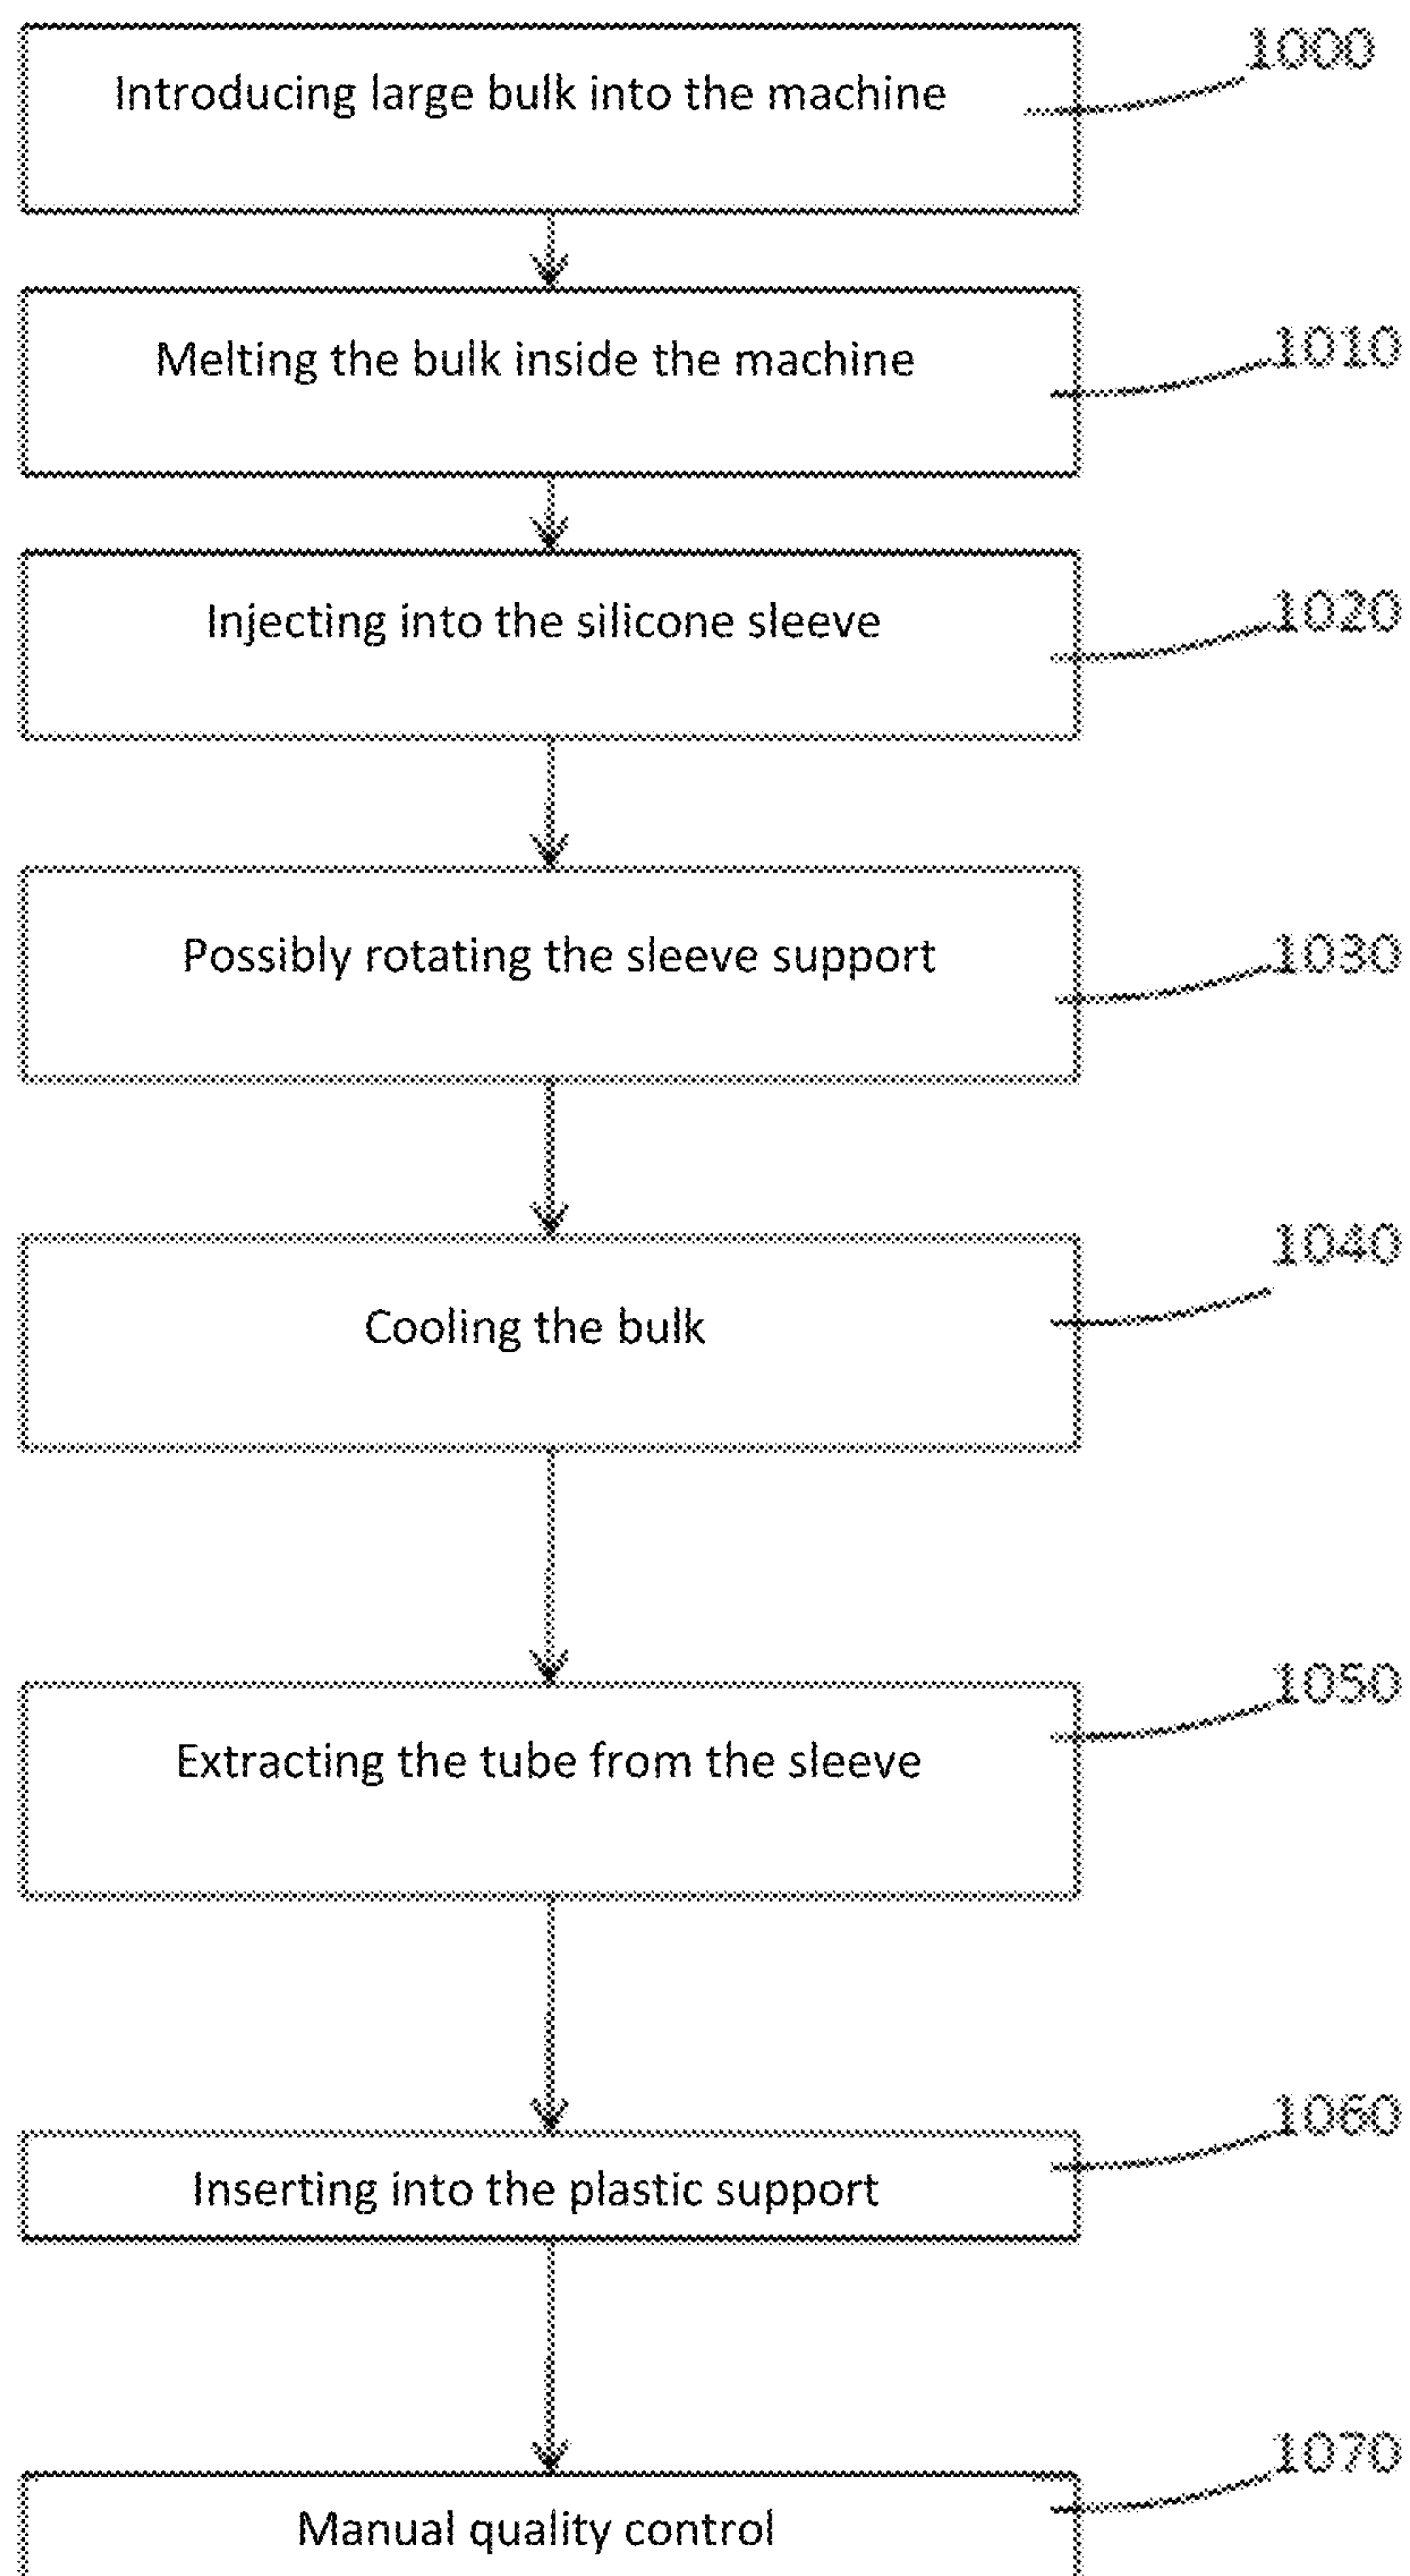 Introducing large bulk into the machine
1000
Melting the bulk inside the machine
1010
Injecting into the silicone sleeve
1020
Possibly rotating the sleeve support
1030
Cooling the bulk
1040
Extracting the tube from the sleeve
1050
Inserting into the plastic support
1060
Manual quality control
1070